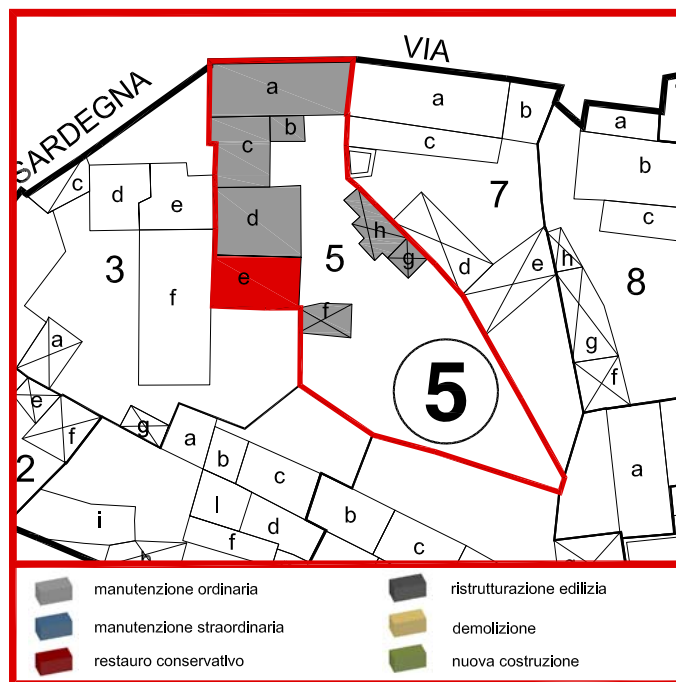 VIA
SARDEGNA
a
a
b
a
b
c
c
b
c
d
e
d
7
h
c
3
5
h
g
d
e
8
f
e
f
g
f
a
5
e
f
g
a
b
c
a
2
l
d
b
c
i
f
h
g
manutenzione ordinaria
ristrutturazione edilizia
manutenzione straordinaria
demolizione
restauro conservativo
nuova costruzione